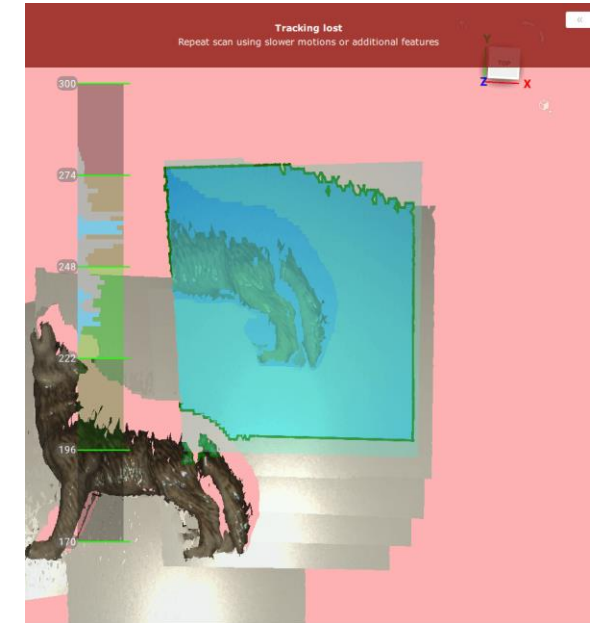 Tracking lost
Repeat scan using slower motions or additional features
«
Y
Z
X
300
274
248
222
196
170